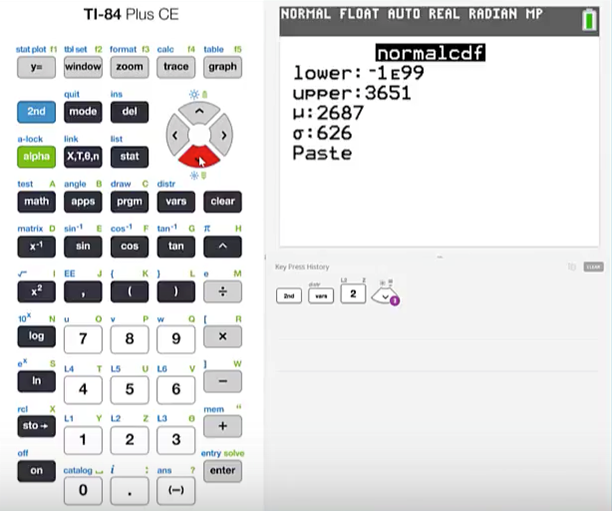 TI-84 Plus CE
stat plot f1 tbl set f2 format f3 calc f4 table f5
y= window zoom trace graph
quit ins
2nd mode del
a-lock link list
alpha X,T,θ,n stat
test A angle B draw C distr
math apps prgm vars clear
matrix D sin⁻¹ E cos⁻¹ F tan⁻¹ G π H
x⁻¹ sin cos tan ^
√ I EE J { K } L e M
x² , ( ) ÷
10ˣ N u O v P w Q [ R
log 7 8 9 ×
eˣ S L4 T L5 U L6 V ] W
ln 4 5 6 −
rcl X L1 Y L2 Z L3 θ mem "
sto→ 1 2 3 +
off catalog ⎵ i : ans ? entry solve
on 0 . (−) enter
NORMAL FLOAT AUTO REAL RADIAN MP
normalcdf
lower:-1E99
upper:3651
μ:2687
σ:626
Paste
Key Press History
CLEAR
distr L2 Z
2nd vars 2